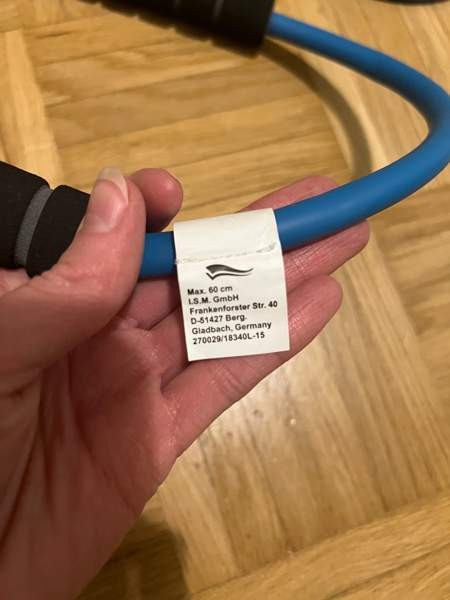 Max. 60 cm
I.S.M. GmbH
Frankenforster Str. 40
D-51427 Berg.
Gladbach, Germany
270029/18340L-15